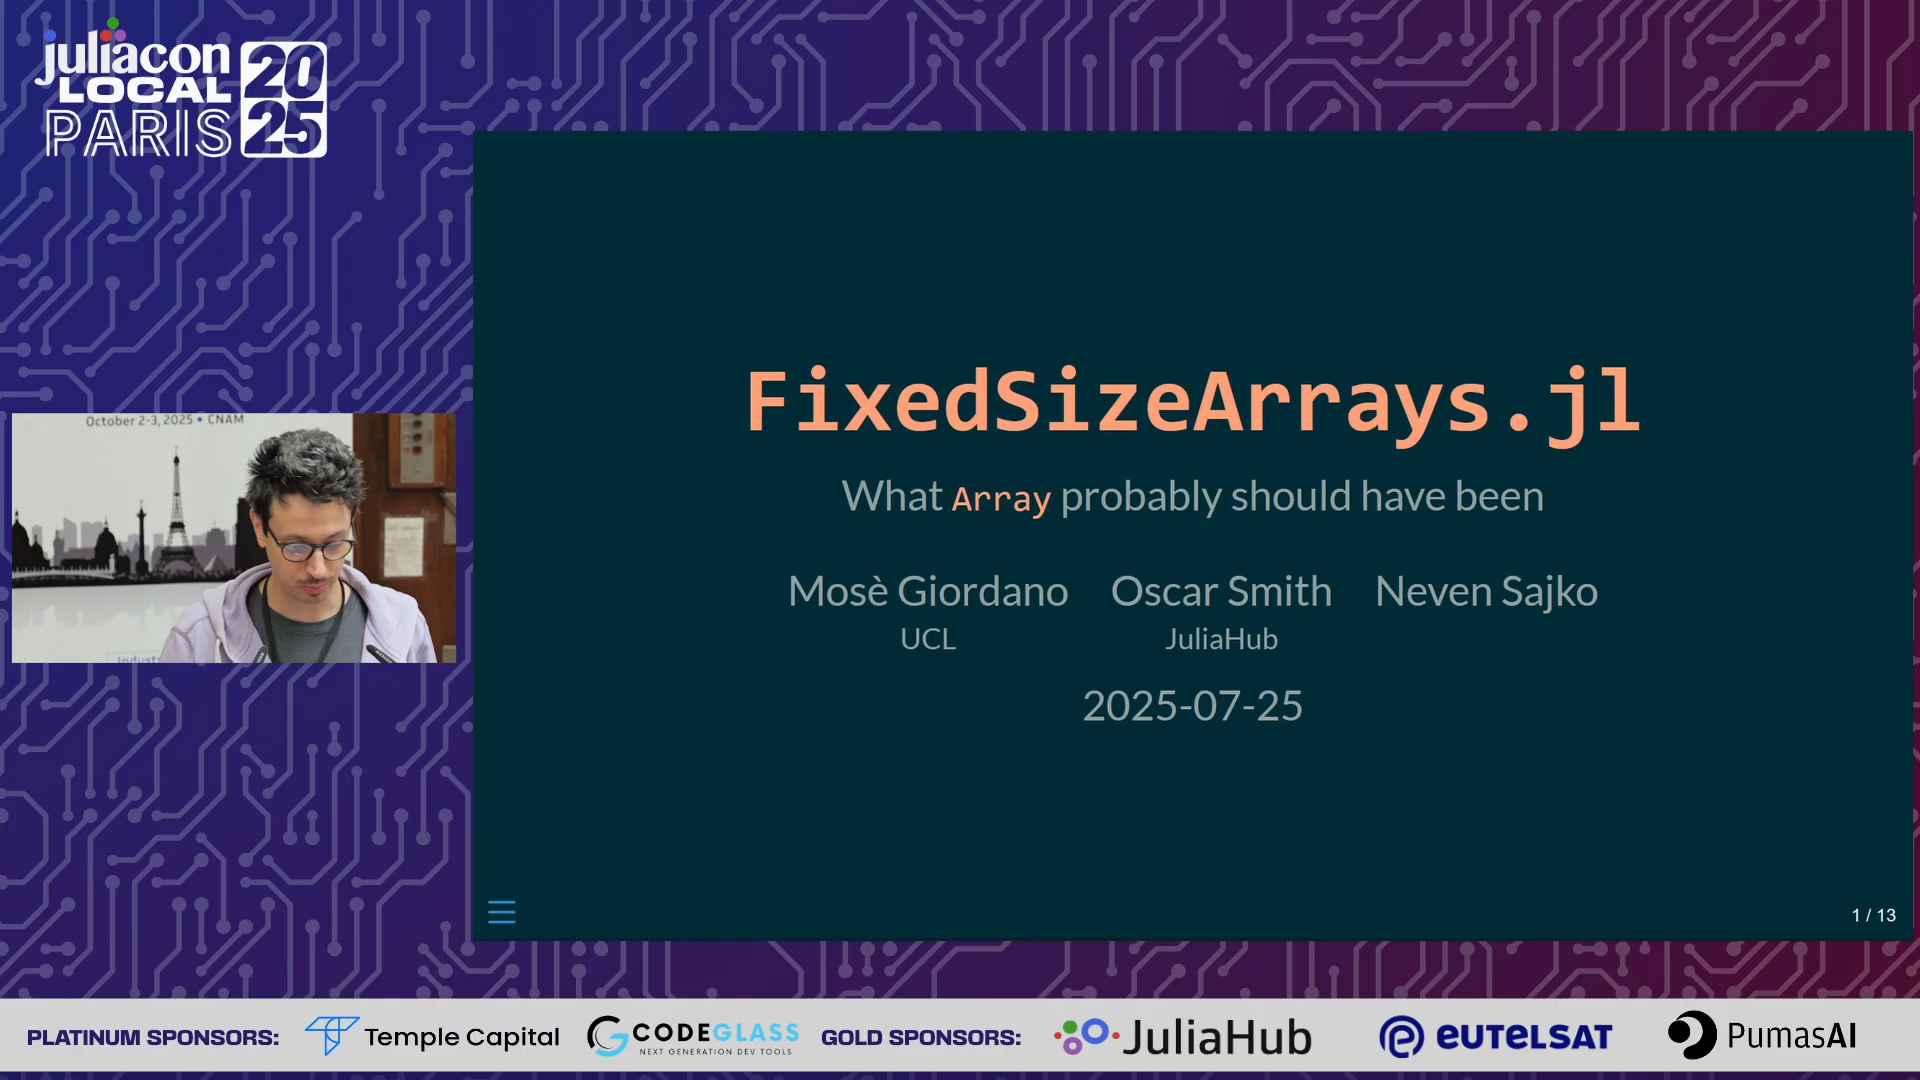 juliacon
LOCAL
PARIS
20
25
October 2-3, 2025 • CNAM
FixedSizeArrays.jl
What Array probably should have been
Mosè Giordano Oscar Smith Neven Sajko
UCL JuliaHub
2025-07-25
1 / 13
PLATINUM SPONSORS: Temple Capital CODEGLASS GOLD SPONSORS: JuliaHub eutelsat PumasAI
NEXT GENERATION DEV TOOLS